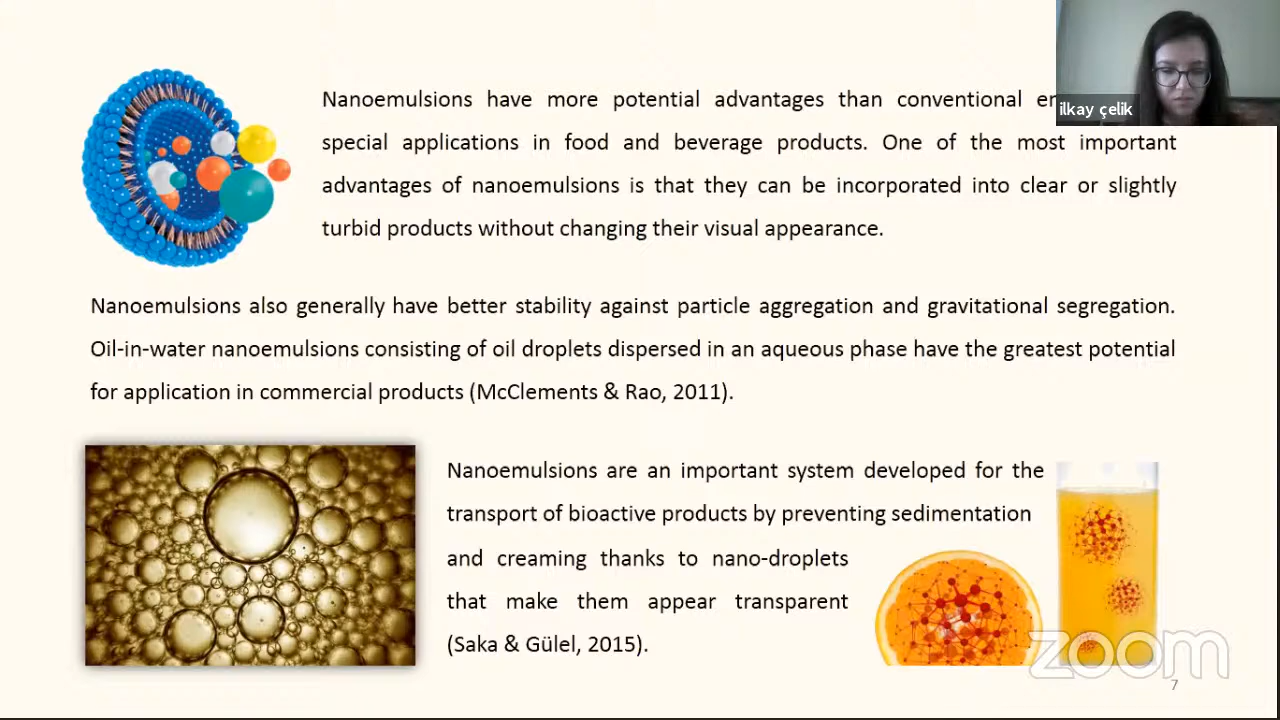 Nanoemulsions have more potential advantages than conventional
ilkay çelik
special applications in food and beverage products. One of the most important
advantages of nanoemulsions is that they can be incorporated into clear or slightly
turbid products without changing their visual appearance.
Nanoemulsions also generally have better stability against particle aggregation and gravitational segregation.
Oil-in-water nanoemulsions consisting of oil droplets dispersed in an aqueous phase have the greatest potential
for application in commercial products (McClements & Rao, 2011).
Nanoemulsions are an important system developed for the
transport of bioactive products by preventing sedimentation
and creaming thanks to nano-droplets
that make them appear transparent
(Saka & Gülel, 2015).
zoom
7